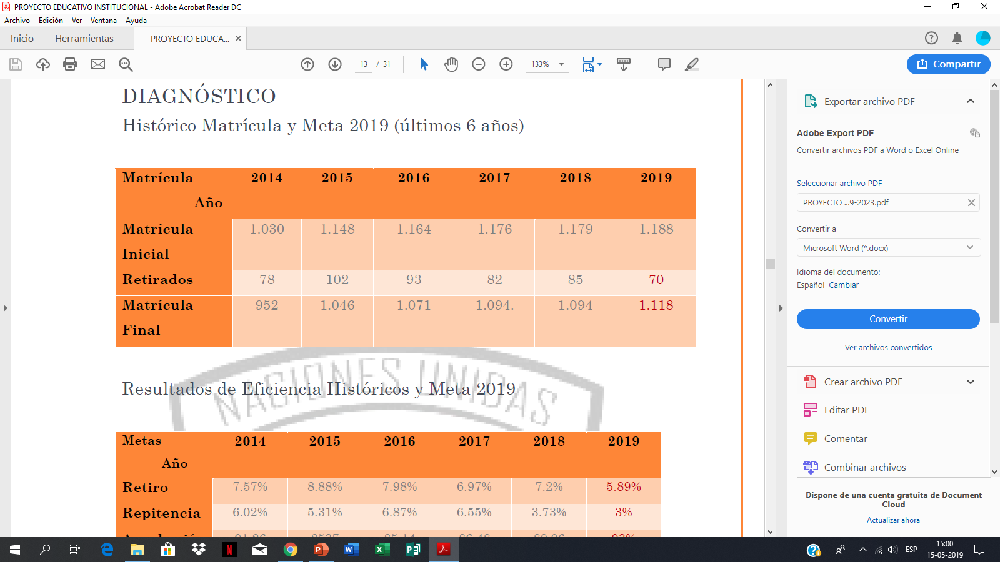 PROYECTO EDUCATIVO INSTITUCIONAL - Adobe Acrobat Reader DC
Archivo Edición Ver Ventana Ayuda
Inicio Herramientas PROYECTO EDUCA... ×
13 / 31 133% Compartir
DIAGNÓSTICO
Histórico Matrícula y Meta 2019 (últimos 6 años)
Matrícula 2014 2015 2016 2017 2018 2019
Año
Matrícula 1.030 1.148 1.164 1.176 1.179 1.188
Inicial
Retirados 78 102 93 82 85 70
Matrícula 952 1.046 1.071 1.094. 1.094 1.118
Final
NACIONES UNIDAS
Resultados de Eficiencia Históricos y Meta 2019
Metas 2014 2015 2016 2017 2018 2019
Año
Retiro 7.57% 8.88% 7.98% 6.97% 7.2% 5.89%
Repitencia 6.02% 5.31% 6.87% 6.55% 3.73% 3%
Exportar archivo PDF
Adobe Export PDF
Convertir archivos PDF a Word o Excel Online
Seleccionar archivo PDF
PROYECTO ...9-2023.pdf
Convertir a
Microsoft Word (*.docx)
Idioma del documento:
Español Cambiar
Convertir
Ver archivos convertidos
Crear archivo PDF
Editar PDF
Comentar
Combinar archivos
Dispone de una cuenta gratuita de Document
Cloud
Actualizar ahora
ESP
15:00
15-05-2019